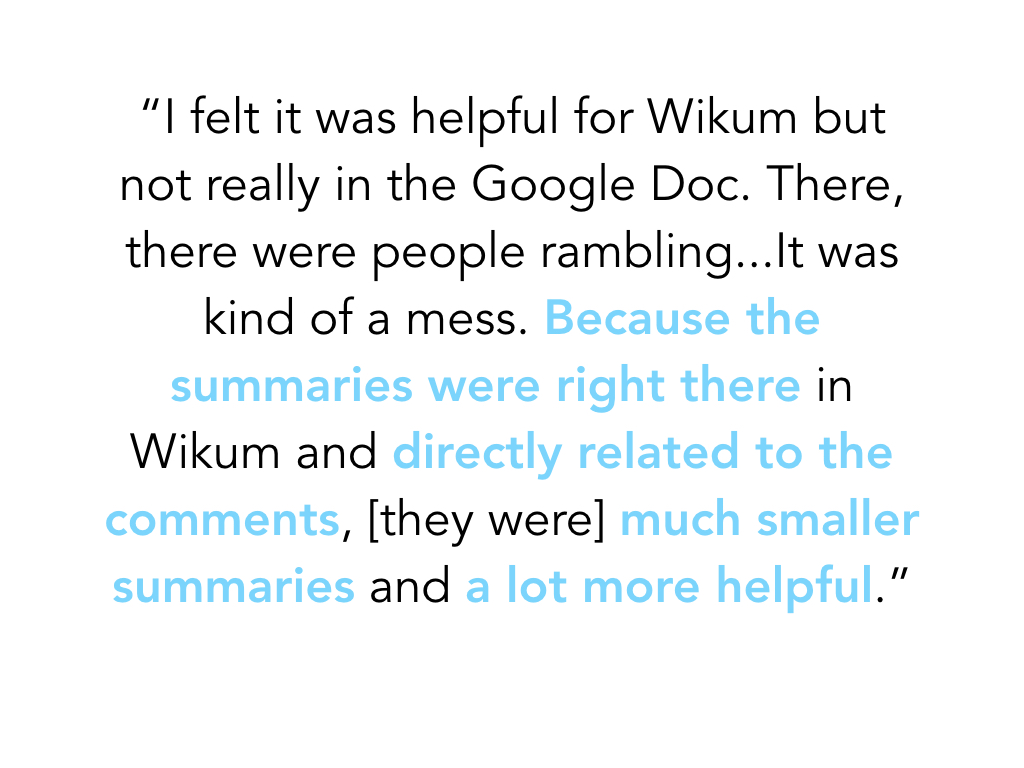 “I felt it was helpful for Wikum but
not really in the Google Doc. There,
there were people rambling...It was
kind of a mess. Because the
summaries were right there in
Wikum and directly related to the
comments, [they were] much smaller
summaries and a lot more helpful.”